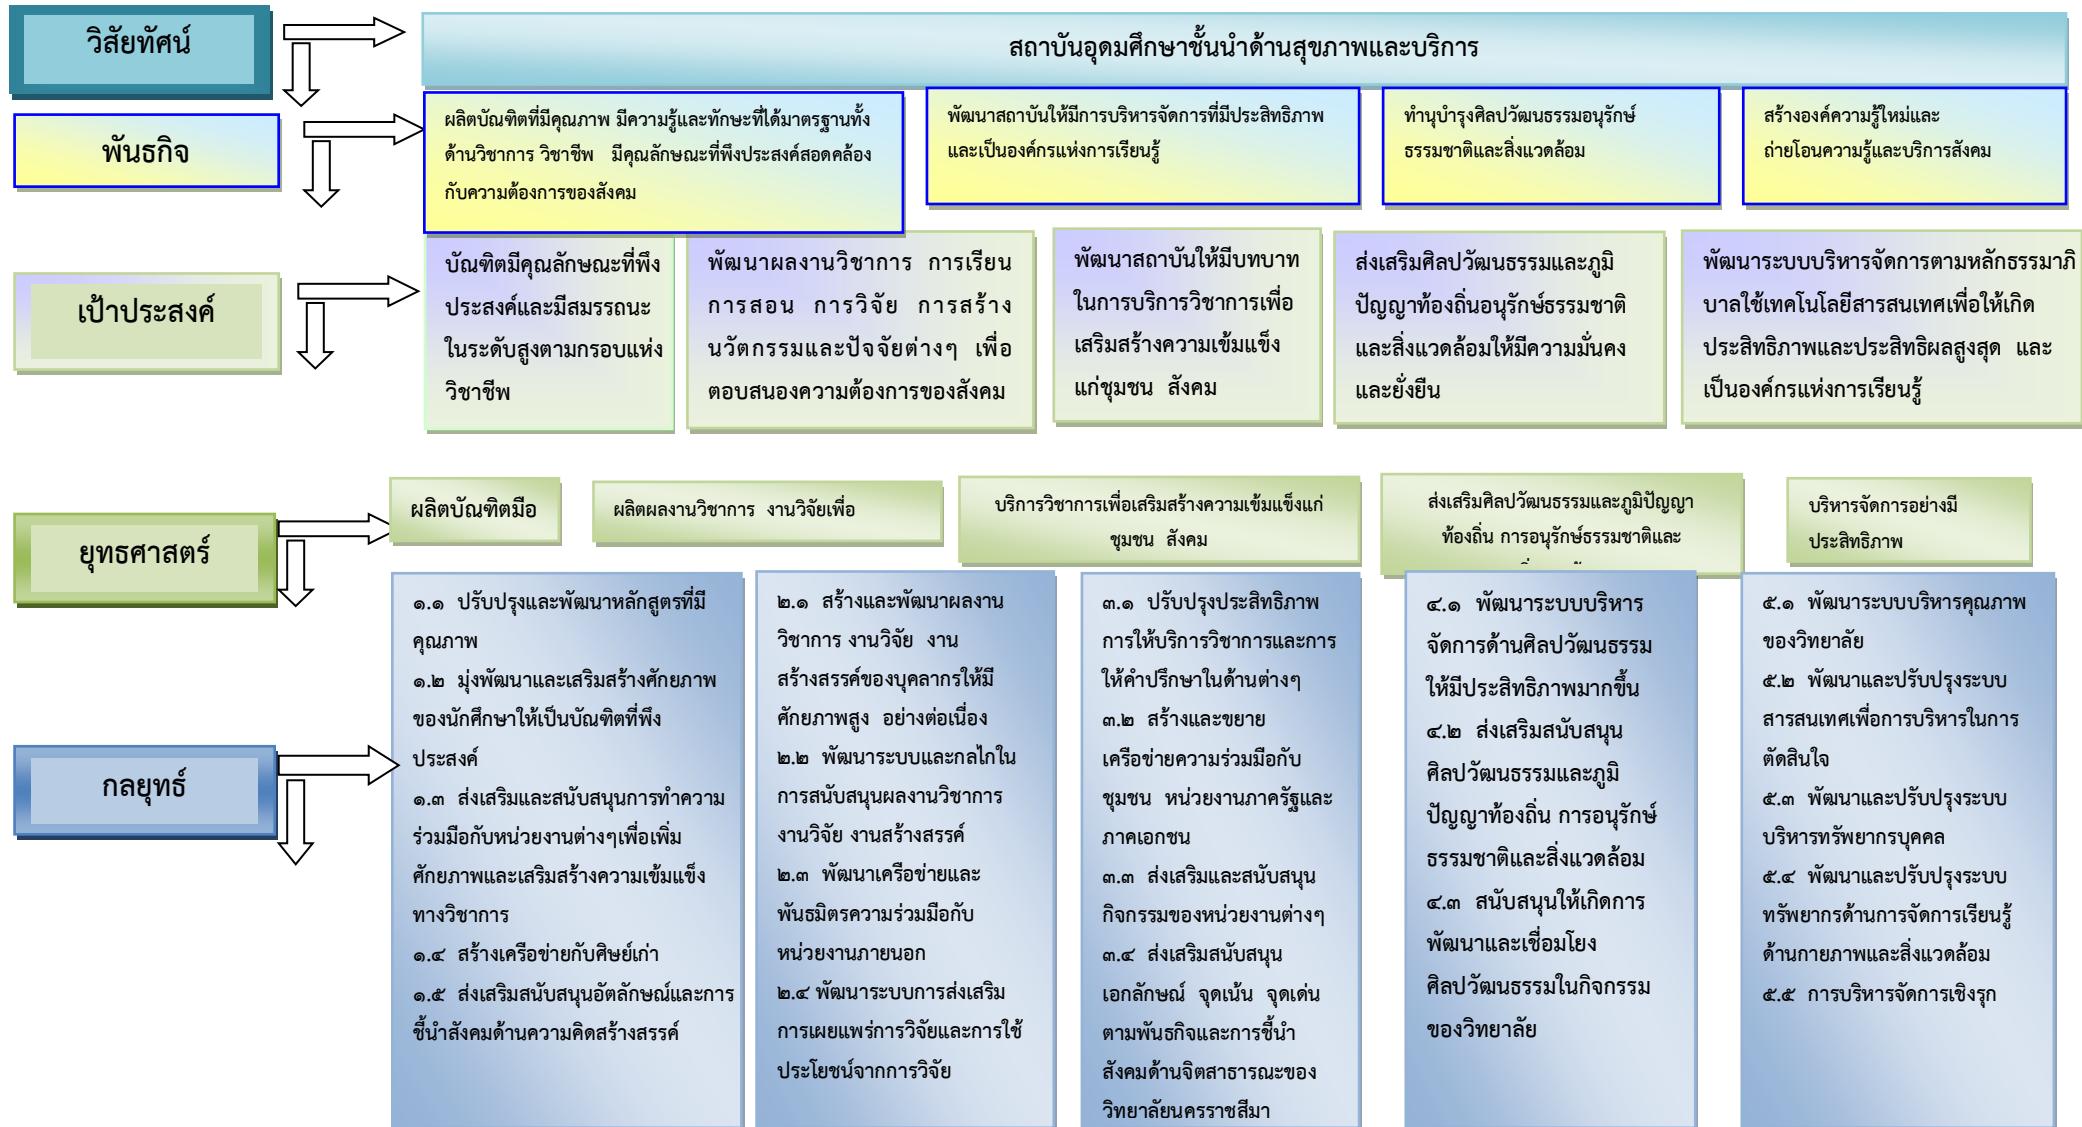 วิสัยทัศน์
สถาบันอุดมศึกษาชั้นนำด้านสุขภาพและบริการ
พันธกิจ
ผลิตบัณฑิตที่มีคุณภาพ มีความรู้และทักษะที่ได้มาตรฐานทั้ง
ด้านวิชาการ วิชาชีพ มีคุณลักษณะที่พึงประสงค์สอดคล้อง
กับความต้องการของสังคม
พัฒนาสถาบันให้มีการบริหารจัดการที่มีประสิทธิภาพ
และเป็นองค์กรแห่งการเรียนรู้
ทำนุบำรุงศิลปวัฒนธรรมอนุรักษ์
ธรรมชาติและสิ่งแวดล้อม
สร้างองค์ความรู้ใหม่และ
ถ่ายโอนความรู้และบริการสังคม
เป้าประสงค์
บัณฑิตมีคุณลักษณะที่พึง
ประสงค์และมีสมรรถนะ
ในระดับสูงตามกรอบแห่ง
วิชาชีพ
พัฒนาผลงานวิชาการ การเรียน
การสอน การวิจัย การสร้าง
นวัตกรรมและปัจจัยต่างๆ เพื่อ
ตอบสนองความต้องการของสังคม
พัฒนาสถาบันให้มีบทบาท
ในการบริการวิชาการเพื่อ
เสริมสร้างความเข้มแข็ง
แก่ชุมชน สังคม
ส่งเสริมศิลปวัฒนธรรมและภูมิ
ปัญญาท้องถิ่นอนุรักษ์ธรรมชาติ
และสิ่งแวดล้อมให้มีความมั่นคง
และยั่งยืน
พัฒนาระบบบริหารจัดการตามหลักธรรมาภิ
บาลใช้เทคโนโลยีสารสนเทศเพื่อให้เกิด
ประสิทธิภาพและประสิทธิผลสูงสุด และ
เป็นองค์กรแห่งการเรียนรู้
ยุทธศาสตร์
ผลิตบัณฑิตมือ
ผลิตผลงานวิชาการ งานวิจัยเพื่อ
บริการวิชาการเพื่อเสริมสร้างความเข้มแข็งแก่
ชุมชน สังคม
ส่งเสริมศิลปวัฒนธรรมและภูมิปัญญา
ท้องถิ่น การอนุรักษ์ธรรมชาติและ
บริหารจัดการอย่างมี
ประสิทธิภาพ
กลยุทธ์
๑.๑ ปรับปรุงและพัฒนาหลักสูตรที่มี
คุณภาพ
๑.๒ มุ่งพัฒนาและเสริมสร้างศักยภาพ
ของนักศึกษาให้เป็นบัณฑิตที่พึง
ประสงค์
๑.๓ ส่งเสริมและสนับสนุนการทำความ
ร่วมมือกับหน่วยงานต่างๆเพื่อเพิ่ม
ศักยภาพและเสริมสร้างความเข้มแข็ง
ทางวิชาการ
๑.๔ สร้างเครือข่ายกับศิษย์เก่า
๑.๕ ส่งเสริมสนับสนุนอัตลักษณ์และการ
ชี้นำสังคมด้านความคิดสร้างสรรค์
๒.๑ สร้างและพัฒนาผลงาน
วิชาการ งานวิจัย งาน
สร้างสรรค์ของบุคลากรให้มี
ศักยภาพสูง อย่างต่อเนื่อง
๒.๒ พัฒนาระบบและกลไกใน
การสนับสนุนผลงานวิชาการ
งานวิจัย งานสร้างสรรค์
๒.๓ พัฒนาเครือข่ายและ
พันธมิตรความร่วมมือกับ
หน่วยงานภายนอก
๒.๔ พัฒนาระบบการส่งเสริม
การเผยแพร่การวิจัยและการใช้
ประโยชน์จากการวิจัย
๓.๑ ปรับปรุงประสิทธิภาพ
การให้บริการวิชาการและการ
ให้คำปรึกษาในด้านต่างๆ
๓.๒ สร้างและขยาย
เครือข่ายความร่วมมือกับ
ชุมชน หน่วยงานภาครัฐและ
ภาคเอกชน
๓.๓ ส่งเสริมและสนับสนุน
กิจกรรมของหน่วยงานต่างๆ
๓.๔ ส่งเสริมสนับสนุน
เอกลักษณ์ จุดเน้น จุดเด่น
ตามพันธกิจและการชี้นำ
สังคมด้านจิตสาธารณะของ
วิทยาลัยนครราชสีมา
๔.๑ พัฒนาระบบบริหาร
จัดการด้านศิลปวัฒนธรรม
ให้มีประสิทธิภาพมากขึ้น
๔.๒ ส่งเสริมสนับสนุน
ศิลปวัฒนธรรมและภูมิ
ปัญญาท้องถิ่น การอนุรักษ์
ธรรมชาติและสิ่งแวดล้อม
๔.๓ สนับสนุนให้เกิดการ
พัฒนาและเชื่อมโยง
ศิลปวัฒนธรรมในกิจกรรม
ของวิทยาลัย
๕.๑ พัฒนาระบบบริหารคุณภาพ
ของวิทยาลัย
๕.๒ พัฒนาและปรับปรุงระบบ
สารสนเทศเพื่อการบริหารในการ
ตัดสินใจ
๕.๓ พัฒนาและปรับปรุงระบบ
บริหารทรัพยากรบุคคล
๕.๔ พัฒนาและปรับปรุงระบบ
ทรัพยากรด้านการจัดการเรียนรู้
ด้านกายภาพและสิ่งแวดล้อม
๕.๕ การบริหารจัดการเชิงรุก